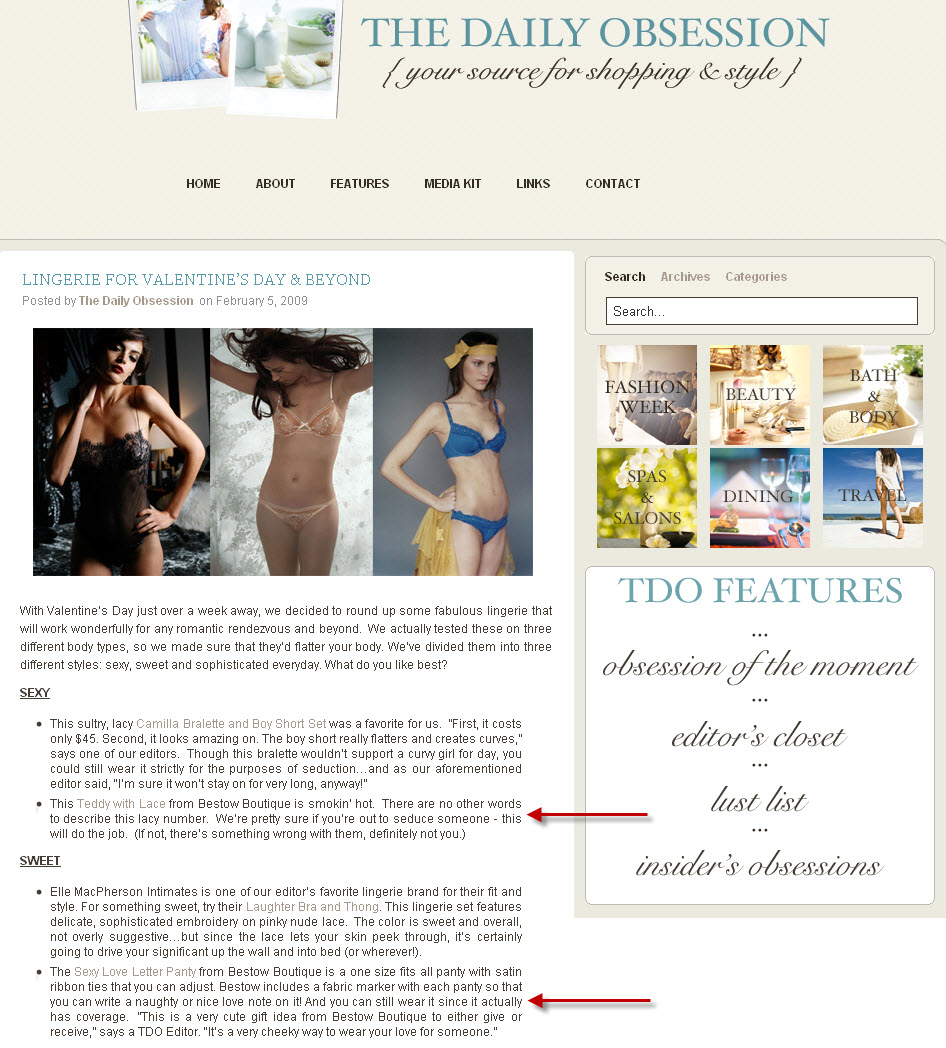 THE DAILY OBSESSION
{ your source for shopping & style }
HOME ABOUT FEATURES MEDIA KIT LINKS CONTACT
LINGERIE FOR VALENTINE'S DAY & BEYOND
Posted by The Daily Obsession on February 5, 2009
With Valentine's Day just over a week away, we decided to round up some fabulous lingerie that
will work wonderfully for any romantic rendezvous and beyond. We actually tested these on three
different body types, so we made sure that they'd flatter your body. We've divided them into three
different styles: sexy, sweet and sophisticated everyday. What do you like best?
SEXY
• This sultry, lacy Camilla Bralette and Boy Short Set was a favorite for us. "First, it costs
only $45. Second, it looks amazing on. The boy short really flatters and creates curves,"
says one of our editors. Though this bralette wouldn't support a curvy girl for day, you
could still wear it strictly for the purposes of seduction…and as our aforementioned
editor said, "I'm sure it won't stay on for very long, anyway!"
• This Teddy with Lace from Bestow Boutique is smokin' hot. There are no other words
to describe this lacy number. We're pretty sure if you're out to seduce someone - this
will do the job. (If not, there's something wrong with them, definitely not you.)
SWEET
• Elle MacPherson Intimates is one of our editor's favorite lingerie brand for their fit and
style. For something sweet, try their Laughter Bra and Thong. This lingerie set features
delicate, sophisticated embroidery on pinky nude lace. The color is sweet and overall,
not overly suggestive…but since the lace lets your skin peek through, it's certainly
going to drive your significant up the wall and into bed (or wherever!).
• The Sexy Love Letter Panty from Bestow Boutique is a one size fits all panty with satin
ribbon ties that you can adjust. Bestow includes a fabric marker with each panty so that
you can write a naughty or nice love note on it! And you can still wear it since it actually
has coverage. "This is a very cute gift idea from Bestow Boutique to either give or
receive," says a TDO Editor. "It's a very cheeky way to wear your love for someone."
Search Archives Categories
Search...
FASHION
WEEK
BEAUTY
BATH
&
BODY
SPAS
&
SALONS
DINING
TRAVEL
TDO FEATURES
...
obsession of the moment
...
editor's closet
...
lust list
...
insider's obsessions